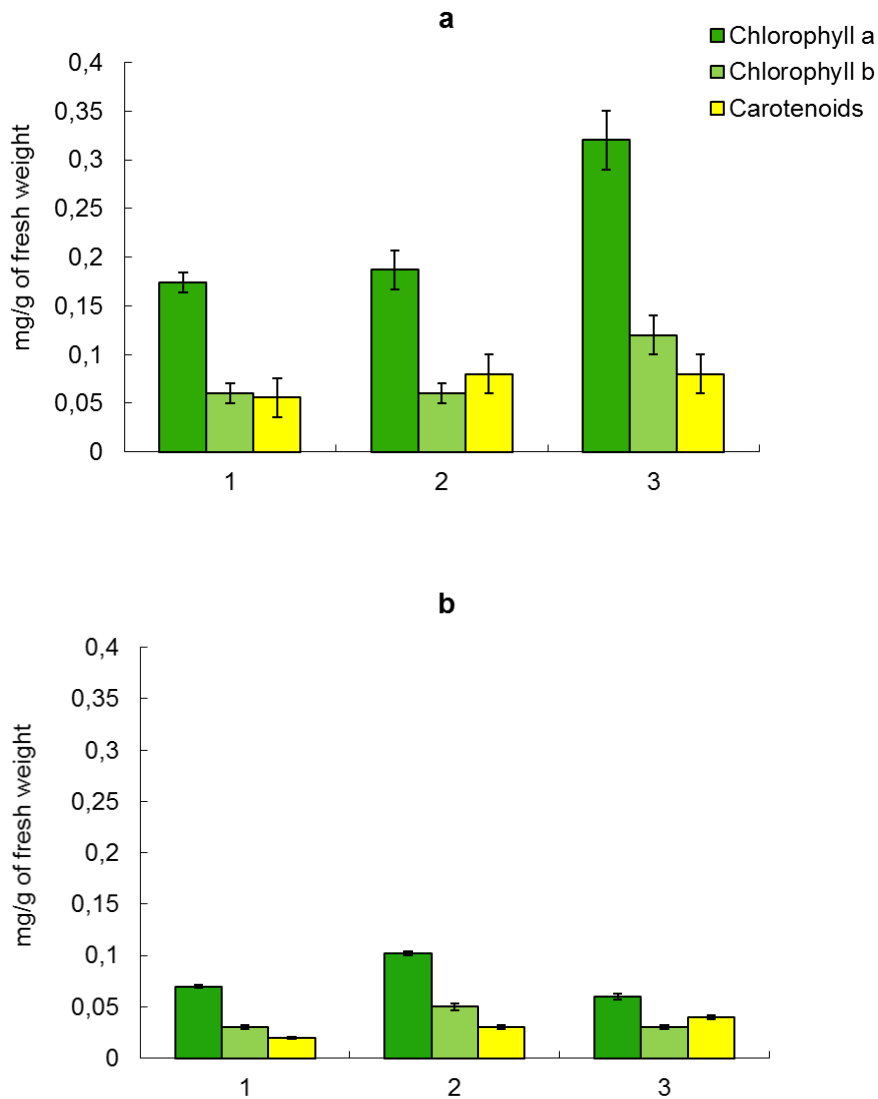 a
Chlorophyll a
Chlorophyll b
Carotenoids
mg/g of fresh weight
0,4
0,35
0,3
0,25
0,2
0,15
0,1
0,05
0
1 2 3
b
mg/g of fresh weight
0,4
0,35
0,3
0,25
0,2
0,15
0,1
0,05
0
1 2 3